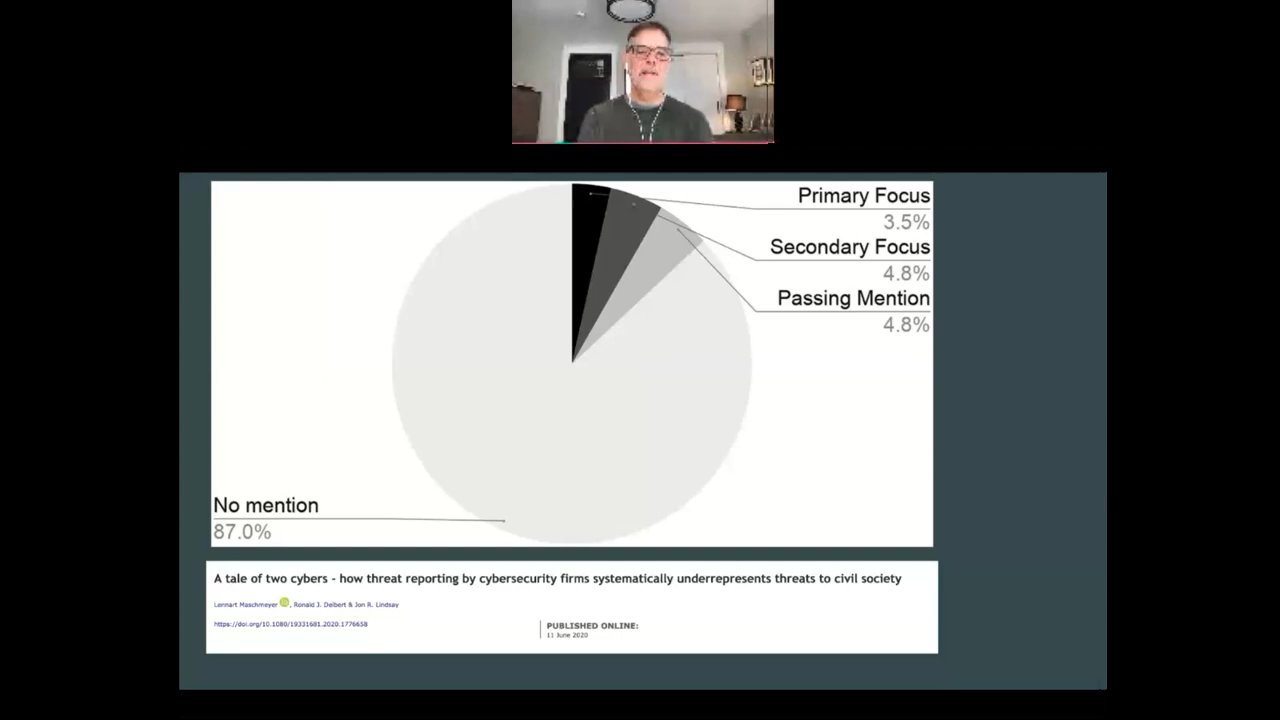 Primary Focus
3.5%
Secondary Focus
4.8%
Passing Mention
4.8%
No mention
87.0%
A tale of two cybers - how threat reporting by cybersecurity firms systematically underrepresents threats to civil society
Lennart Maschmeyer , Ronald J. Deibert & Jon R. Lindsay
https://doi.org/10.1080/19331681.2020.1776658
PUBLISHED ONLINE:
11 June 2020